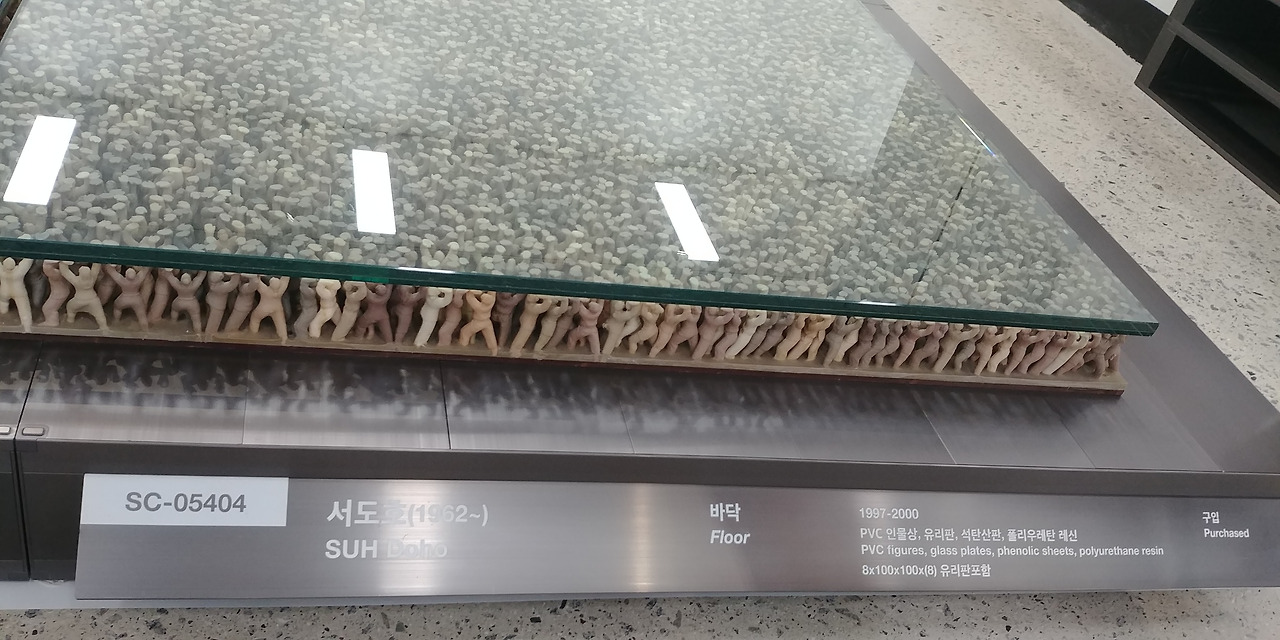 SC-05404
서도호(1962~)
SUH Doho
바닥
Floor
1997-2000
PVC 인물상, 유리판, 석탄산판, 폴리우레탄 레신
PVC figures, glass plates, phenolic sheets, polyurethane resin
8x100x100x(8) 유리판포함
구입
Purchased